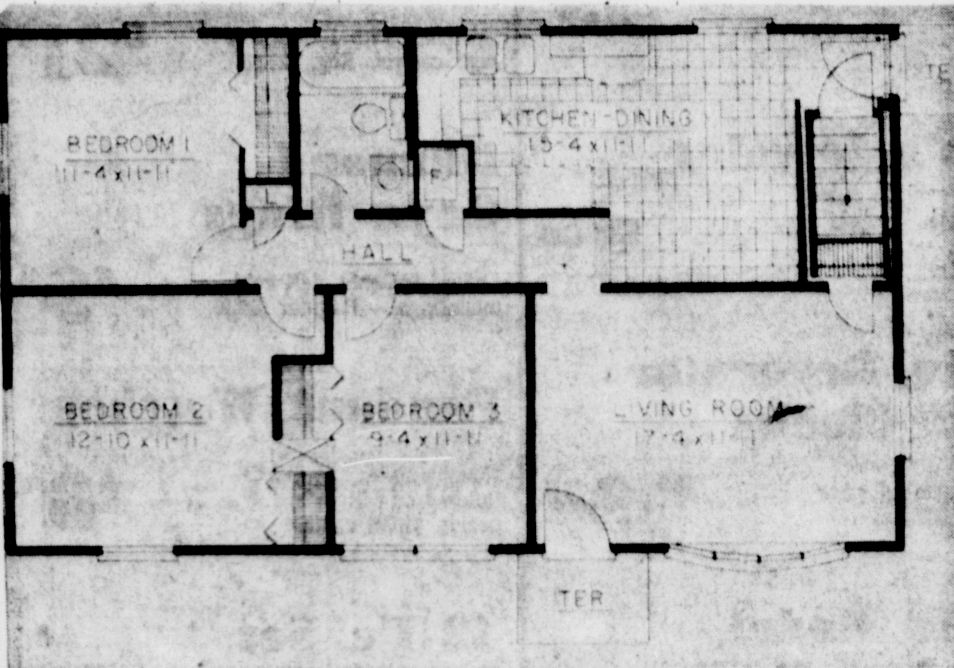 BEDROOM 1
11-4 x 11-11
L
KITCHEN-DINING
15-4 x 11-11
F
TE
HALL
BEDROOM 2
12-10 x 11-11
BEDROOM 3
9-4 x 11-11
LIVING ROOM
17-4 x 11-11
TER